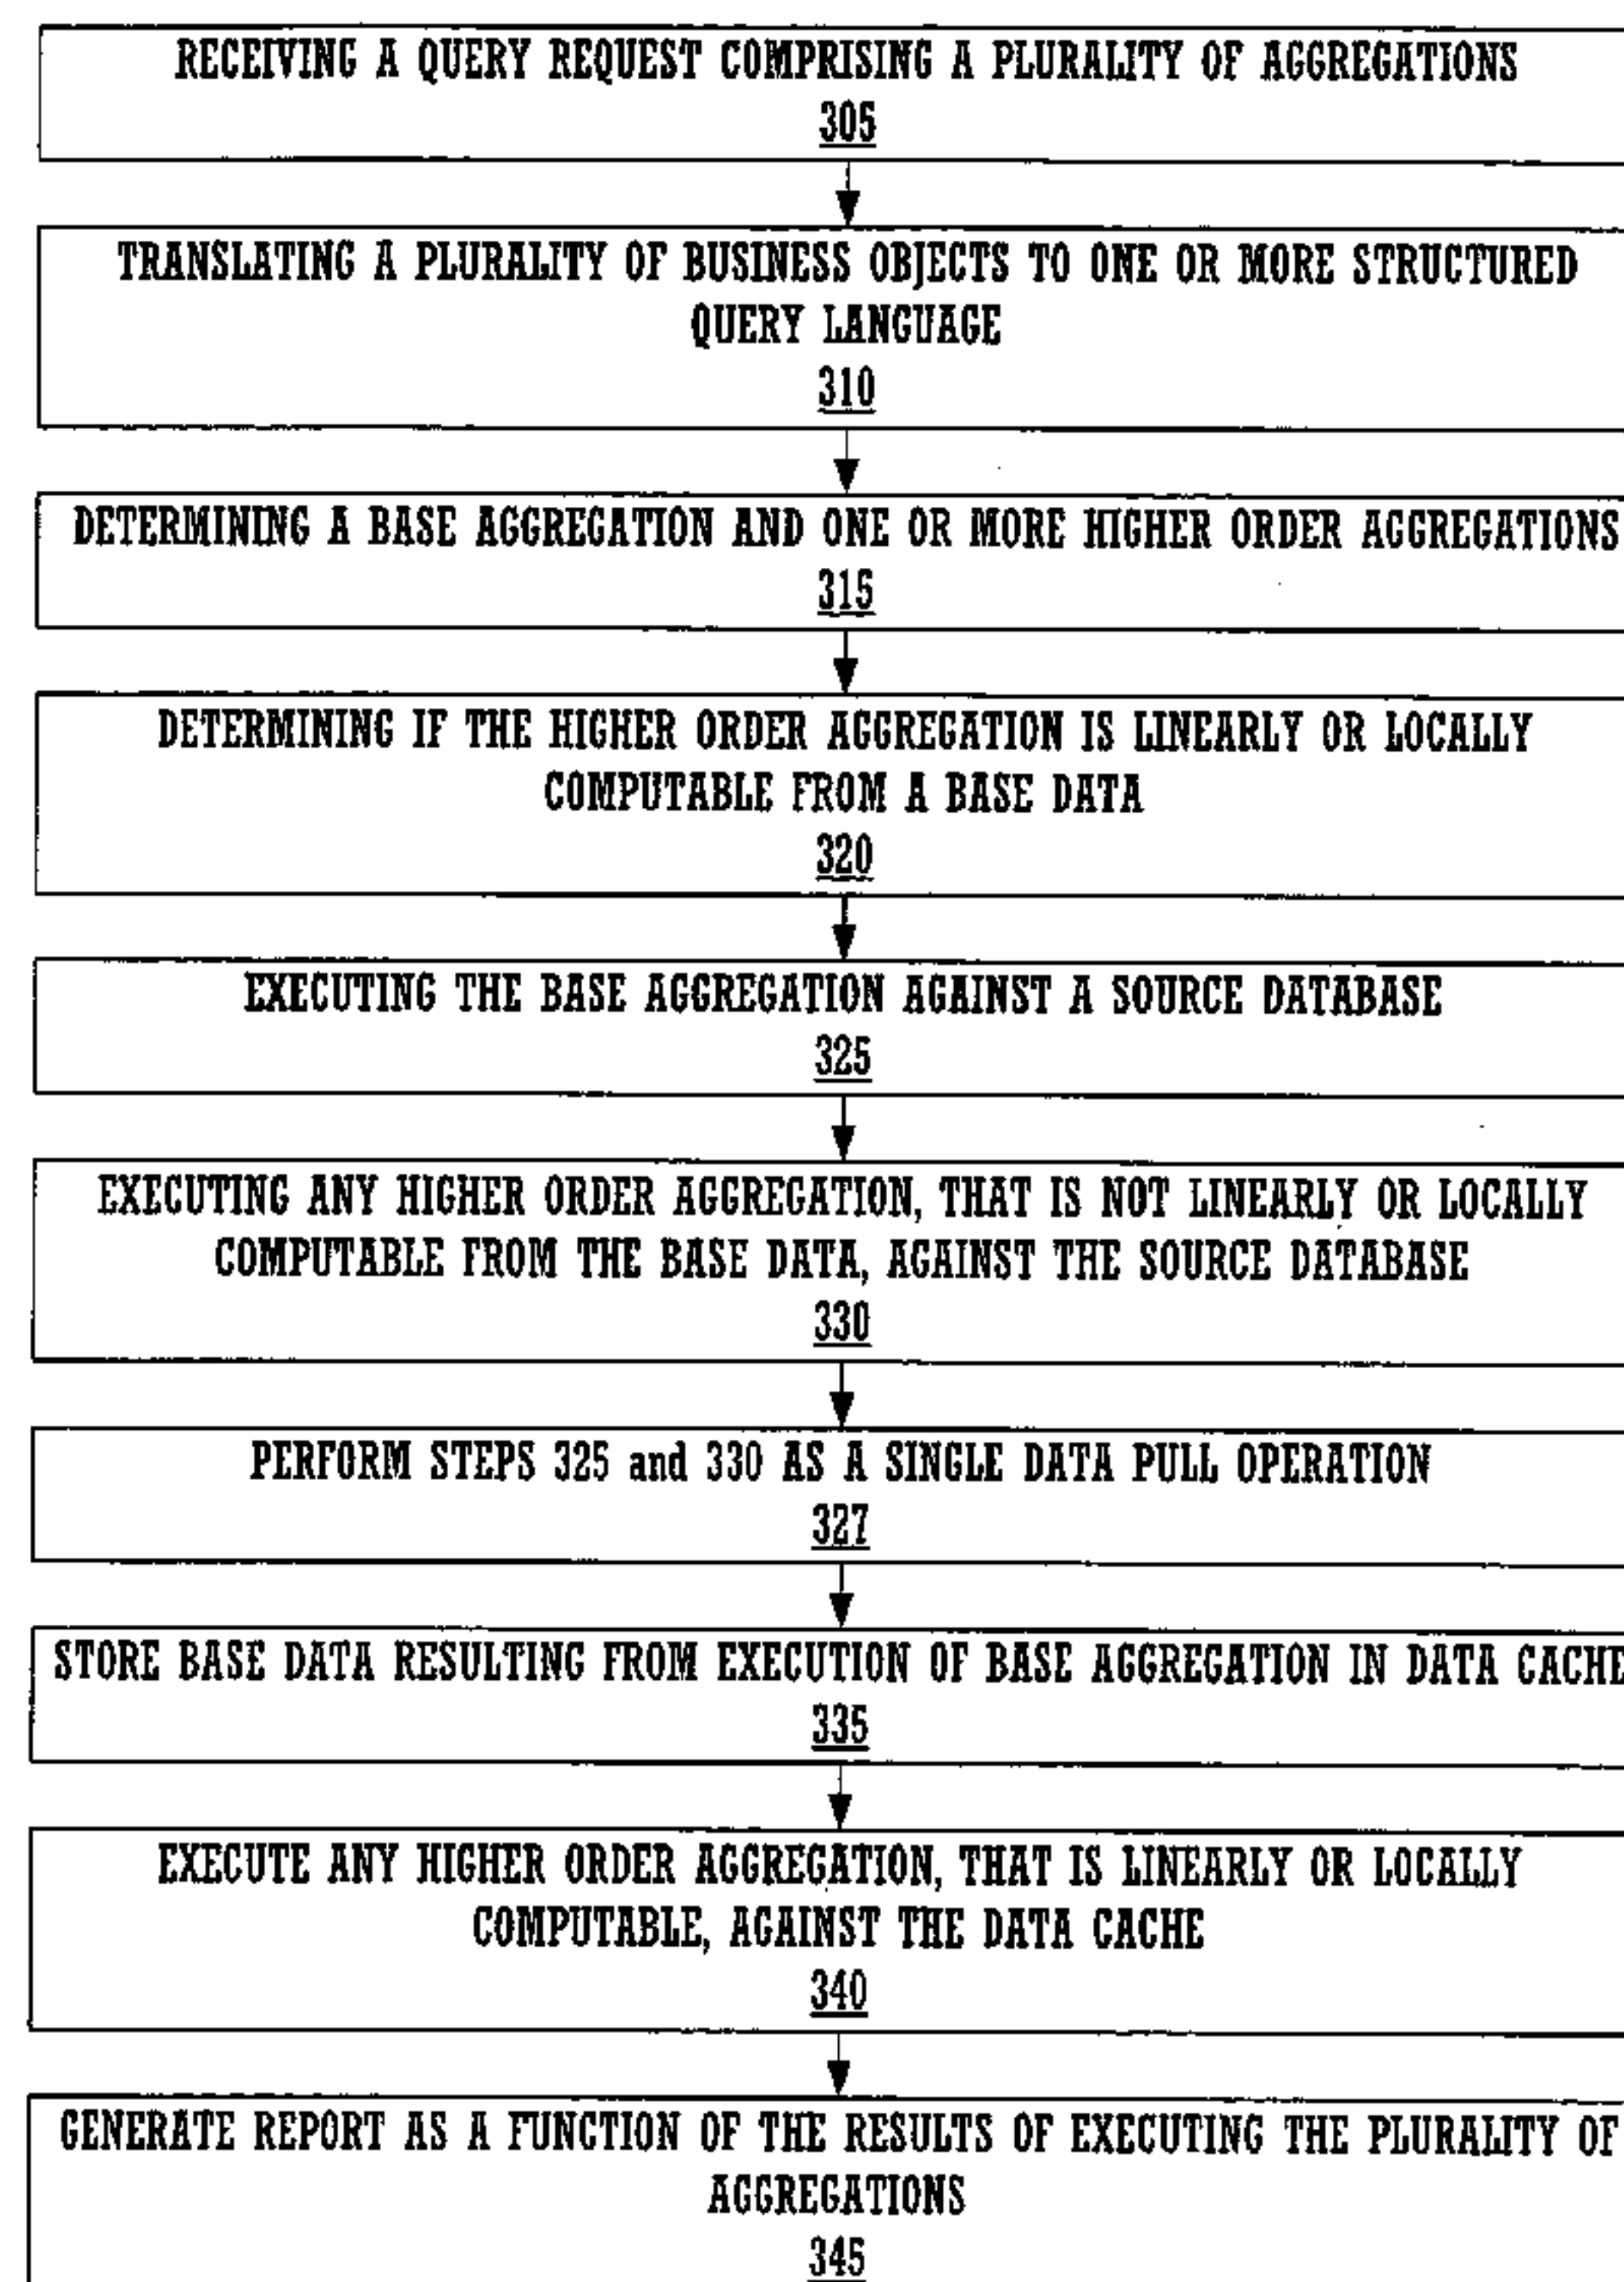 RECEIVING A QUERY REQUEST COMPRISING A PLURALITY OF AGGREGATIONS
305
TRANSLATING A PLURALITY OF BUSINESS OBJECTS TO ONE OR MORE STRUCTURED
QUERY LANGUAGE
310
DETERMINING A BASE AGGREGATION AND ONE OR MORE HIGHER ORDER AGGREGATIONS
315
DETERMINING IF THE HIGHER ORDER AGGREGATION IS LINEARLY OR LOCALLY
COMPUTABLE FROM A BASE DATA
320
EXECUTING THE BASE AGGREGATION AGAINST A SOURCE DATABASE
325
EXECUTING ANY HIGHER ORDER AGGREGATION, THAT IS NOT LINEARLY OR LOCALLY
COMPUTABLE FROM THE BASE DATA, AGAINST THE SOURCE DATABASE
330
PERFORM STEPS 325 and 330 AS A SINGLE DATA PULL OPERATION
327
STORE BASE DATA RESULTING FROM EXECUTION OF BASE AGGREGATION IN DATA CACHE
335
EXECUTE ANY HIGHER ORDER AGGREGATION, THAT IS LINEARLY OR LOCALLY
COMPUTABLE, AGAINST THE DATA CACHE
340
GENERATE REPORT AS A FUNCTION OF THE RESULTS OF EXECUTING THE PLURALITY OF
AGGREGATIONS
345